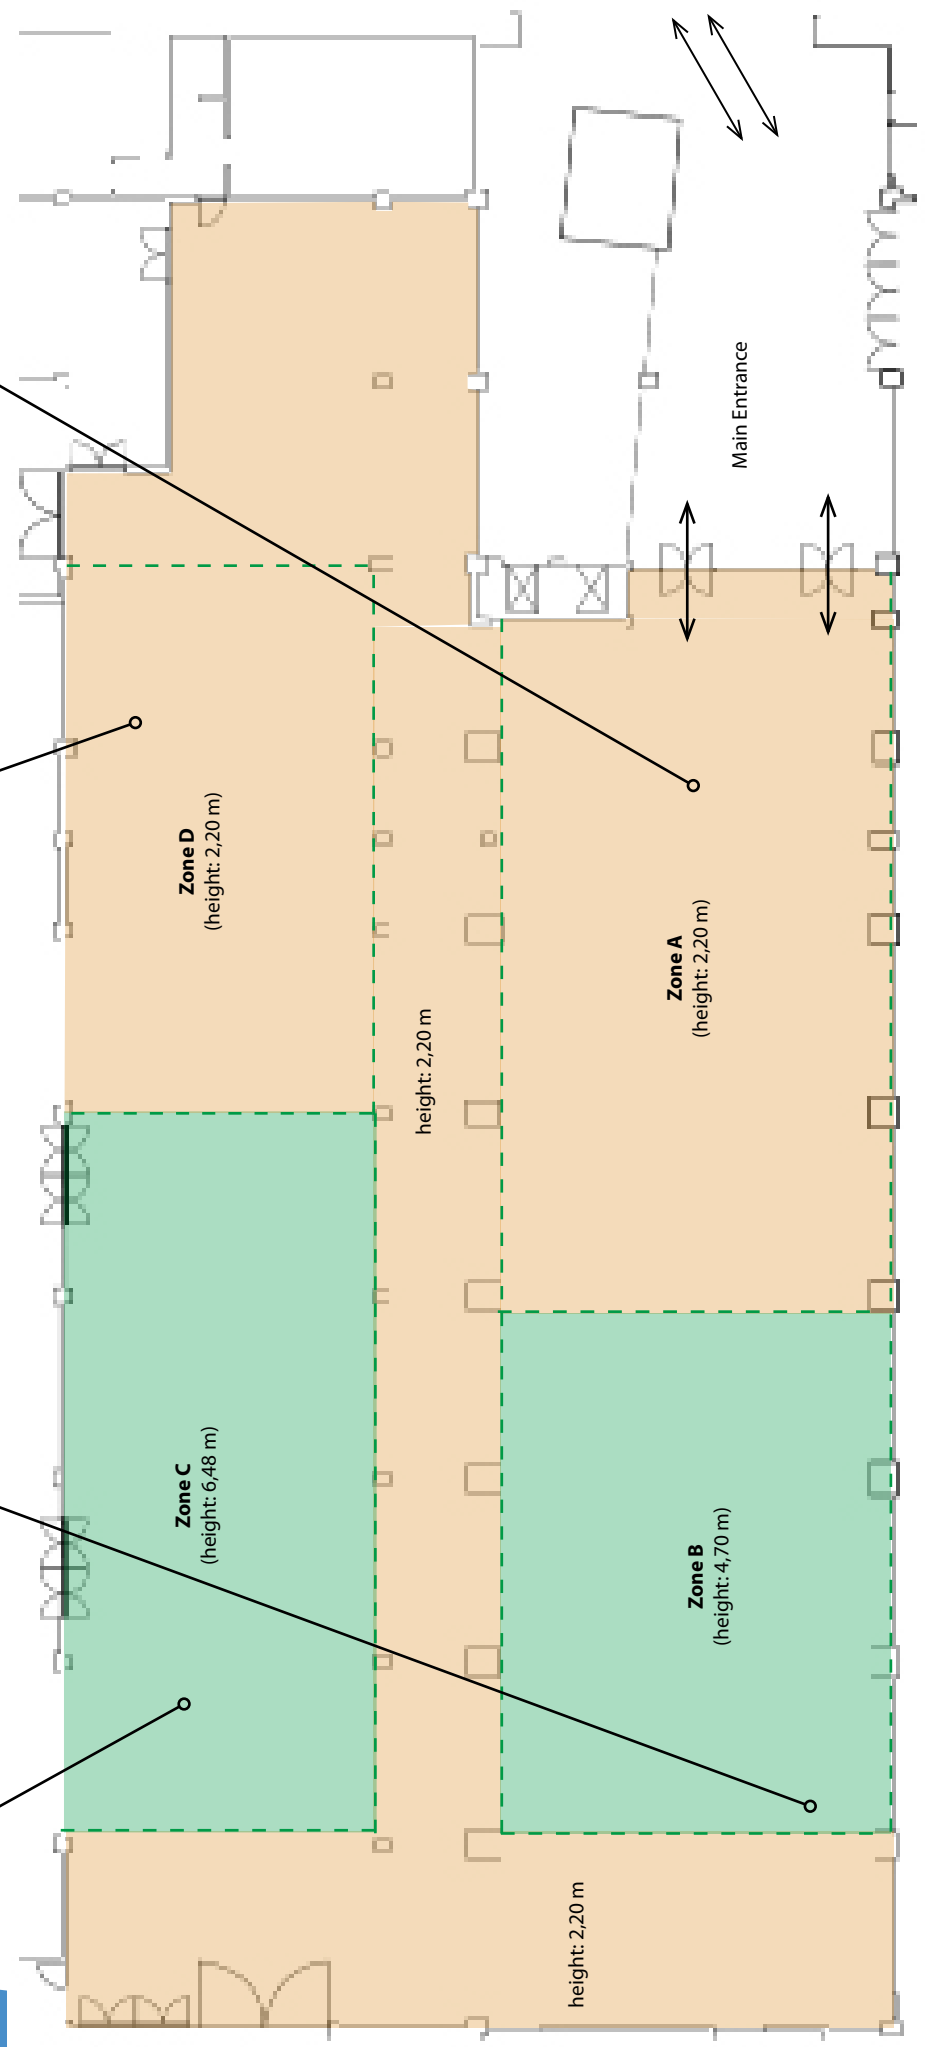 Main Entrance
Zone D
(height: 2,20 m)
Zone A
(height: 2,20 m)
height: 2,20 m
Zone C
(height: 6,48 m)
Zone B
(height: 4,70 m)
height: 2,20 m